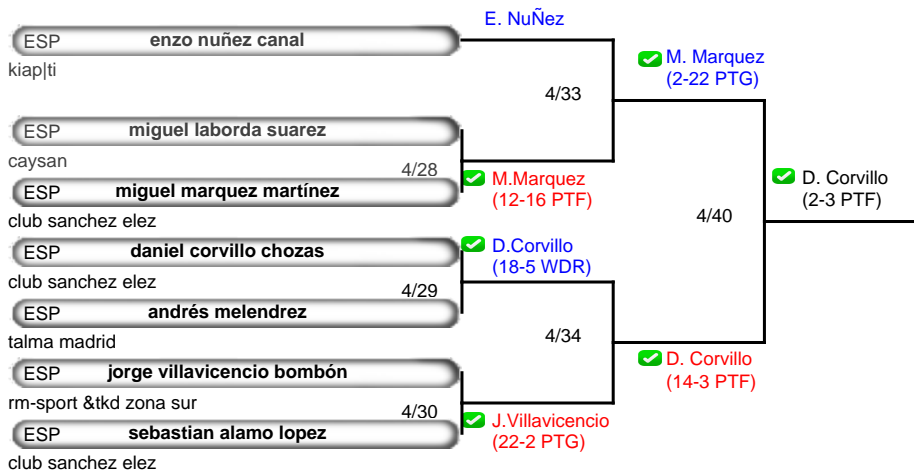 E. NuÑez
ESP enzo nuñez canal
kiap|ti
M. Marquez
(2-22 PTG)
4/33
ESP miguel laborda suarez
caysan
4/28
ESP miguel marquez martínez
club sanchez elez
M.Marquez
(12-16 PTF)
D. Corvillo
(2-3 PTF)
4/40
ESP daniel corvillo chozas
club sanchez elez
D.Corvillo
(18-5 WDR)
4/29
ESP andrés melendrez
talma madrid
4/34
D. Corvillo
(14-3 PTF)
ESP jorge villavicencio bombón
rm-sport &tkd zona sur
4/30
ESP sebastian alamo lopez
club sanchez elez
J.Villavicencio
(22-2 PTG)